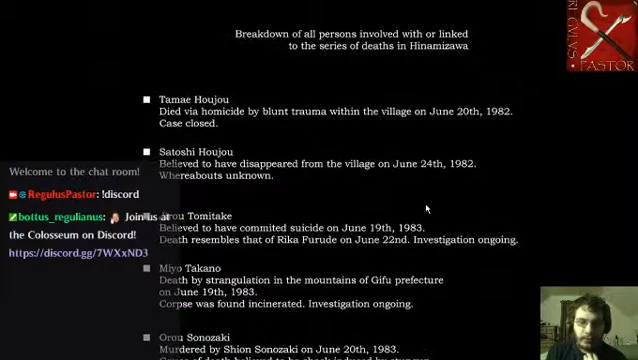 Breakdown of all persons involved with or linked
to the series of deaths in Hinamizawa
Tamae Houjou
Died via homicide by blunt trauma within the village on June 20th, 1982.
Case closed.
Satoshi Houjou
Believed to have disappeared from the village on June 24th, 1982.
Whereabouts unknown.
Tomitake
Believed to have commited suicide on June 19th, 1983.
Death resembles that of Rika Furude on June 22nd. Investigation ongoing.
Miyo Takano
Death by strangulation in the mountains of Gifu prefecture
on June 19th, 1983.
Corpse was found incinerated. Investigation ongoing.
Orou Sonozaki
Murdered by Shion Sonozaki on June 20th, 1983.
Welcome to the chat room!
RegulusPastor: !discord
bottus_regulianus: Join us at
the Colosseum on Discord!
https://discord.gg/7WXxND3
PASTOR